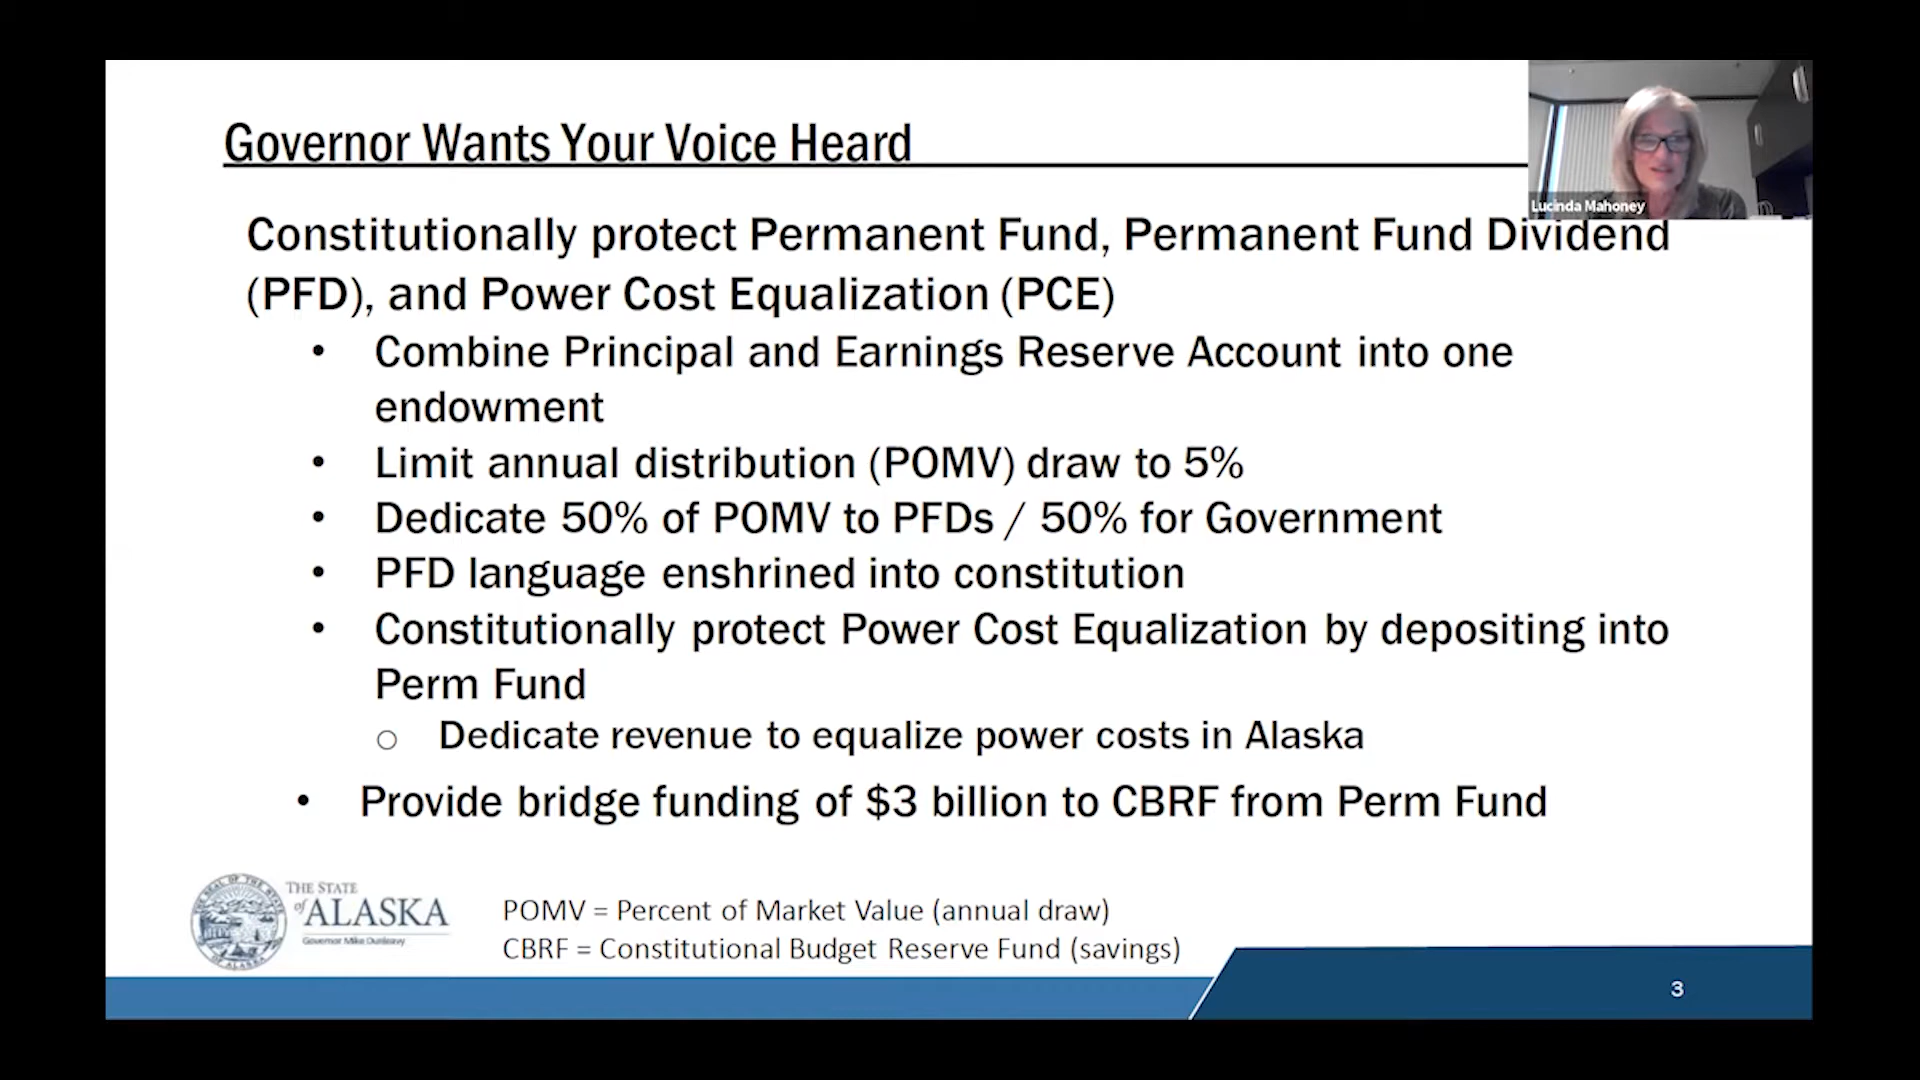 Governor Wants Your Voice Heard
Lucinda Mahoney
Constitutionally protect Permanent Fund, Permanent Fund Dividend
(PFD), and Power Cost Equalization (PCE)
• Combine Principal and Earnings Reserve Account into one
endowment
• Limit annual distribution (POMV) draw to 5%
• Dedicate 50% of POMV to PFDs / 50% for Government
• PFD language enshrined into constitution
• Constitutionally protect Power Cost Equalization by depositing into
Perm Fund
○ Dedicate revenue to equalize power costs in Alaska
• Provide bridge funding of $3 billion to CBRF from Perm Fund
THE STATE
of ALASKA
Governor Mike Dunleavy
POMV = Percent of Market Value (annual draw)
CBRF = Constitutional Budget Reserve Fund (savings)
3